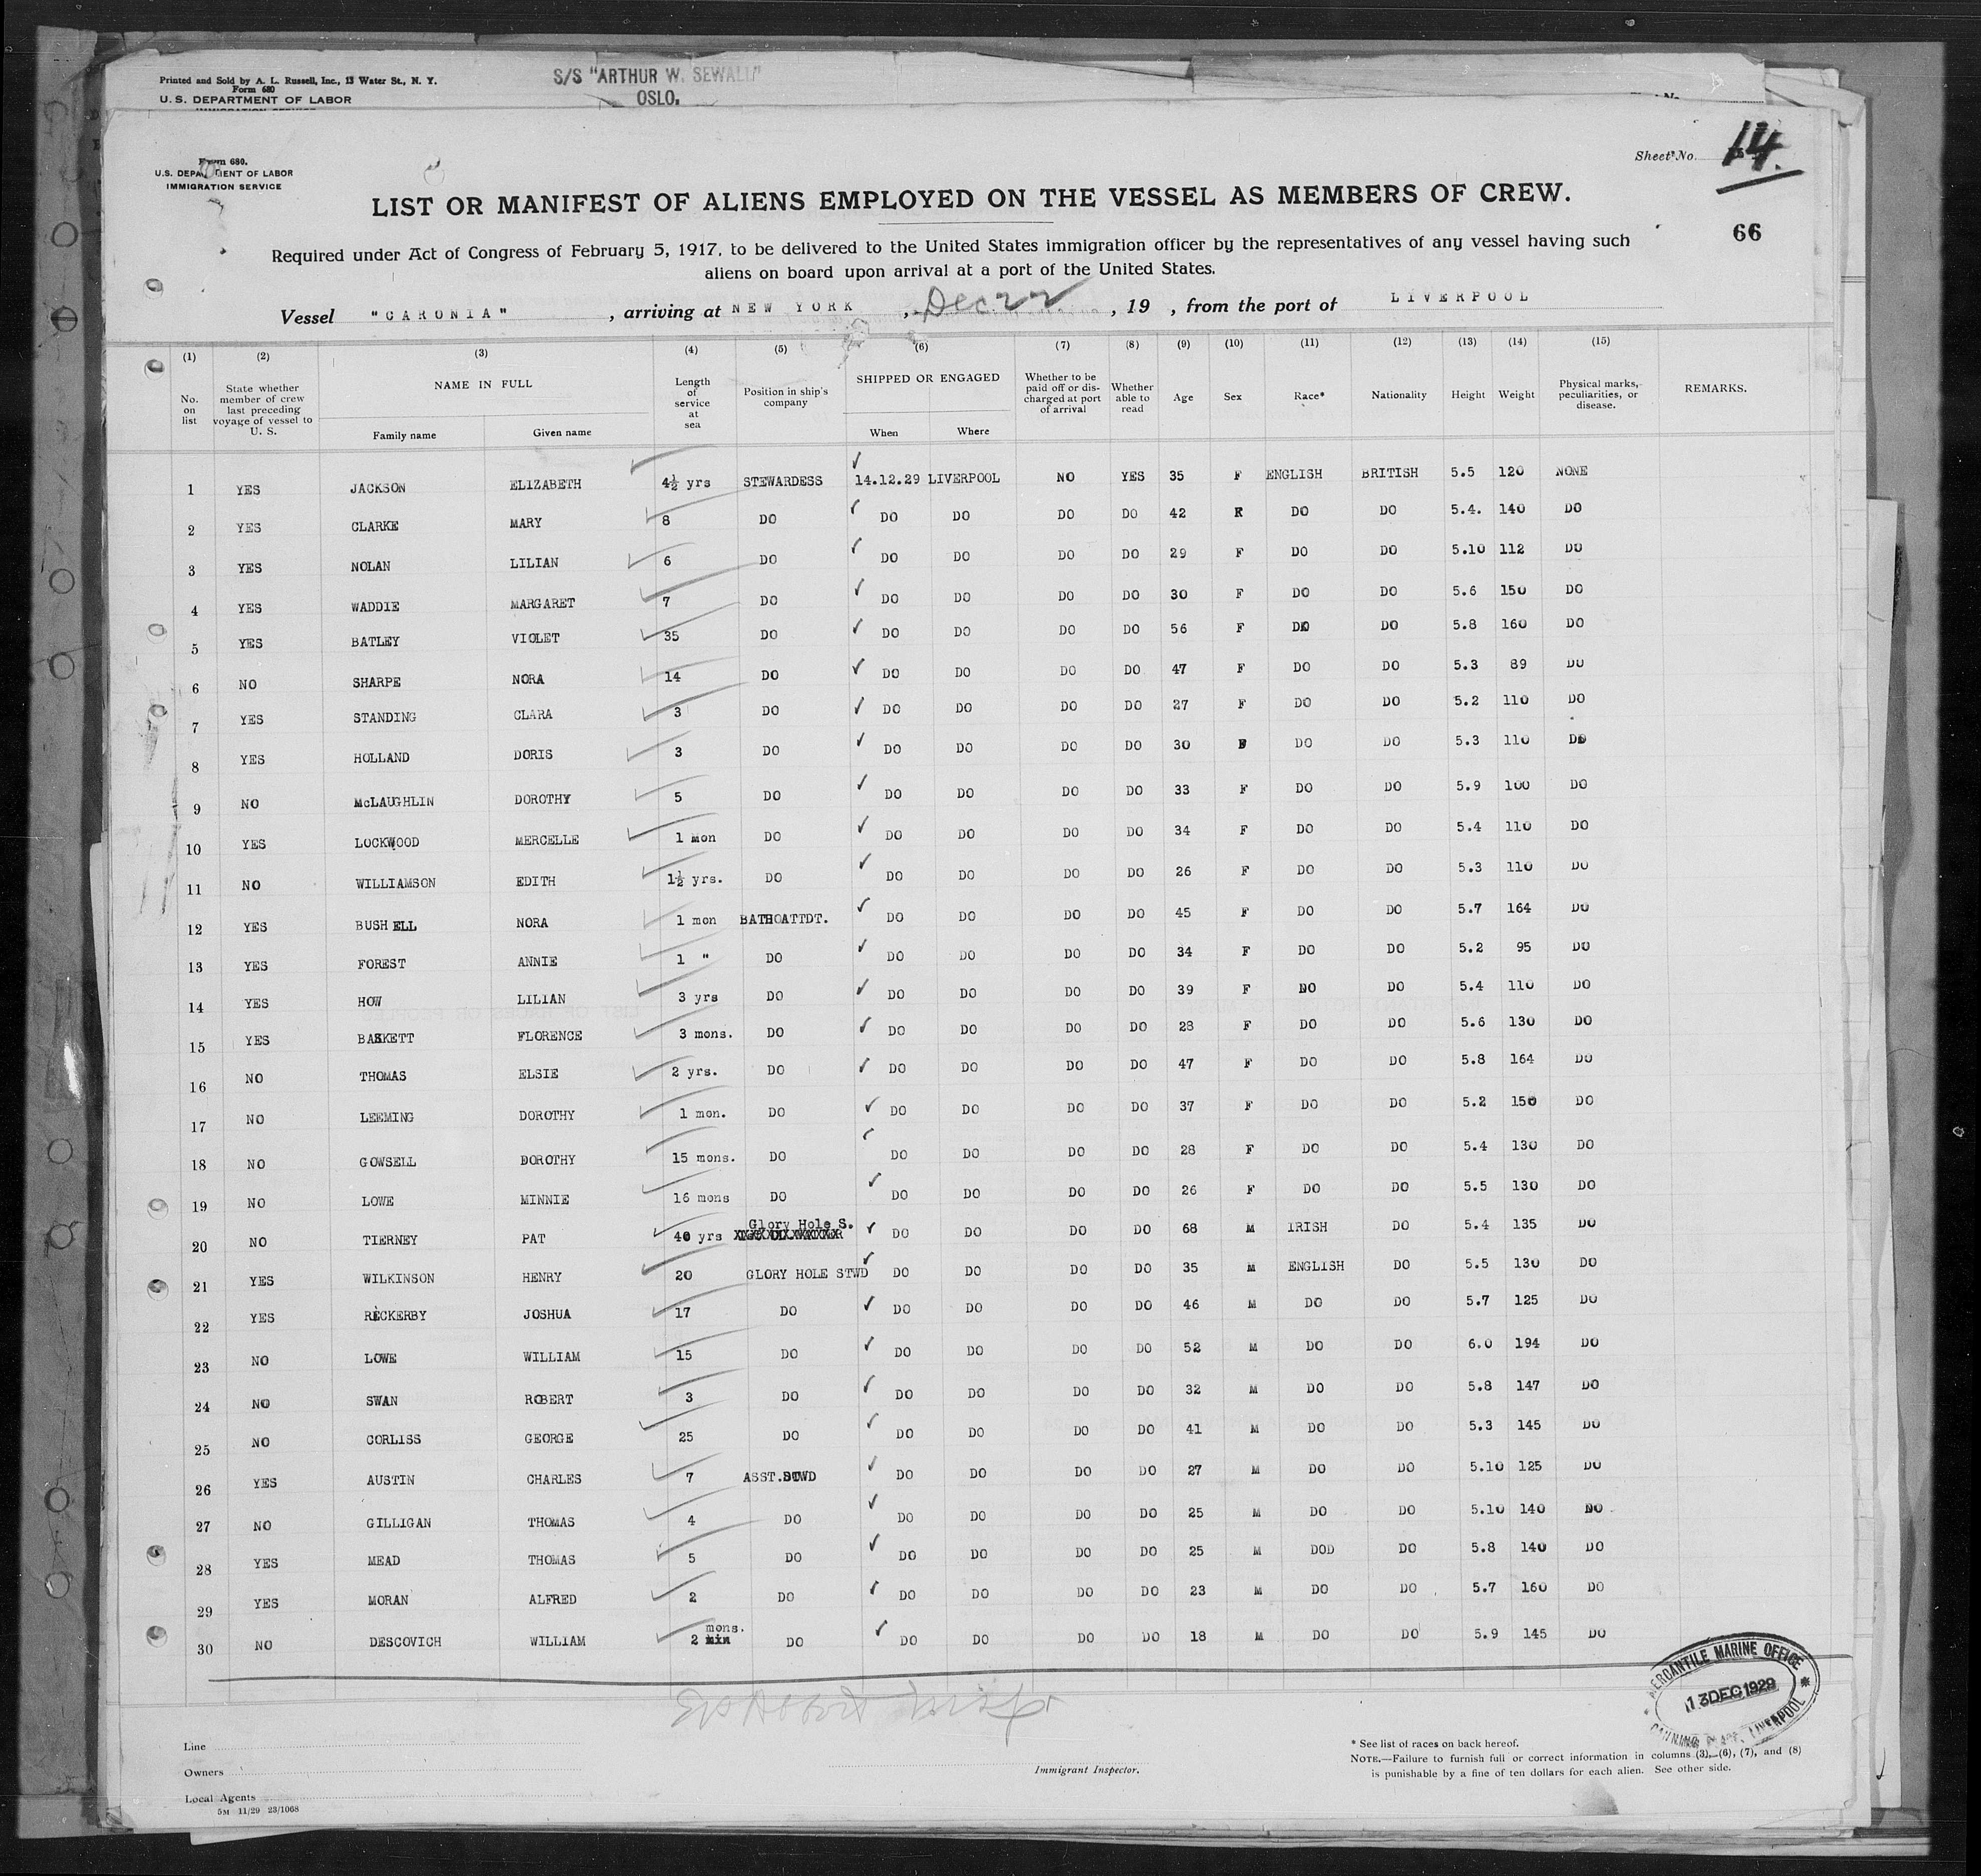 Printed and Sold by A. L. Russell, Inc., 13 Water St., N. Y.
Form 680
U. S. DEPARTMENT OF LABOR
S/S "ARTHUR W. SEWALL"
OSLO.
Form 680.
U.S. DEPARTMENT OF LABOR
IMMIGRATION SERVICE
Sheet No. 14.
LIST OR MANIFEST OF ALIENS EMPLOYED ON THE VESSEL AS MEMBERS OF CREW.
66
Required under Act of Congress of February 5, 1917, to be delivered to the United States immigration officer by the representatives of any vessel having such
aliens on board upon arrival at a port of the United States.
Vessel "CARONIA" , arriving at NEW YORK , Dec 22 , 19 , from the port of LIVERPOOL
(1) (2) (3) (4) (5) (6) (7) (8) (9) (10) (11) (12) (13) (14) (15)
No. on list State whether member of crew last preceding voyage of vessel to U. S. NAME IN FULL Family name Given name Length of service at sea Position in ship's company SHIPPED OR ENGAGED When Where Whether to be paid off or discharged at port of arrival Whether able to read Age Sex Race* Nationality Height Weight Physical marks, peculiarities, or disease. REMARKS.
1 YES JACKSON ELIZABETH 4½ yrs STEWARDESS 14.12.29 LIVERPOOL NO YES 35 F ENGLISH BRITISH 5.5 120 NONE
2 YES CLARKE MARY 8 DO DO DO DO DO 42 F DO DO 5.4. 140 DO
3 YES NOLAN LILIAN 6 DO DO DO DO DO 29 F DO DO 5.10 112 DO
4 YES WADDIE MARGARET 7 DO DO DO DO DO 30 F DO DO 5.6 150 DO
5 YES BATLEY VIOLET 35 DO DO DO DO DO 56 F DO DO 5.8 160 DO
6 NO SHARPE NORA 14 DO DO DO DO DO 47 F DO DO 5.3 89 DO
7 YES STANDING CLARA 3 DO DO DO DO DO 27 F DO DO 5.2 110 DO
8 YES HOLLAND DORIS 3 DO DO DO DO DO 30 F DO DO 5.3 110 DO
9 NO McLAUGHLIN DOROTHY 5 DO DO DO DO DO 33 F DO DO 5.9 100 DO
10 YES LOCKWOOD MERCELLE 1 mon DO DO DO DO DO 34 F DO DO 5.4 110 DO
11 NO WILLIAMSON EDITH 1½ yrs. DO DO DO DO DO 26 F DO DO 5.3 110 DO
12 YES BUSHELL NORA 1 mon BATH ATTDT. DO DO DO DO 45 F DO DO 5.7 164 DO
13 YES FOREST ANNIE 1 " DO DO DO DO DO 34 F DO DO 5.2 95 DO
14 YES HOW LILIAN 3 yrs DO DO DO DO DO 39 F DO DO 5.4 110 DO
15 YES BASKETT FLORENCE 3 mons. DO DO DO DO DO 28 F DO DO 5.6 130 DO
16 NO THOMAS ELSIE 2 yrs. DO DO DO DO DO 47 F DO DO 5.8 164 DO
17 NO LEEMING DOROTHY 1 mon. DO DO DO DO DO 37 F DO DO 5.2 150 DO
18 NO GOWSELL DOROTHY 15 mons. DO DO DO DO DO 28 F DO DO 5.4 130 DO
19 NO LOWE MINNIE 16 mons DO DO DO DO DO 26 F DO DO 5.5 130 DO
20 NO TIERNEY PAT 40 yrs Glory Hole S. DO DO DO DO 68 M IRISH DO 5.4 135 DO
21 YES WILKINSON HENRY 20 GLORY HOLE STWD DO DO DO DO 35 M ENGLISH DO 5.5 130 DO
22 YES RECKERBY JOSHUA 17 DO DO DO DO DO 46 M DO DO 5.7 125 DO
23 NO LOWE WILLIAM 15 DO DO DO DO DO 52 M DO DO 6.0 194 DO
24 NO SWAN ROBERT 3 DO DO DO DO DO 32 M DO DO 5.8 147 DO
25 NO CORLISS GEORGE 25 DO DO DO DO DO 41 M DO DO 5.3 145 DO
26 YES AUSTIN CHARLES 7 ASST.STWD DO DO DO DO 27 M DO DO 5.10 125 DO
27 NO GILLIGAN THOMAS 4 DO DO DO DO DO 25 M DO DO 5.10 140 DO
28 YES MEAD THOMAS 5 DO DO DO DO DO 25 M DOD DO 5.8 140 DO
29 YES MORAN ALFRED 2 DO DO DO DO DO 23 M DO DO 5.7 160 DO
30 NO DESCOVICH WILLIAM 2 mons. DO DO DO DO DO 18 M DO DO 5.9 145 DO
MERCANTILE MARINE OFFICE
13 DEC 1929
CANNING PLACE, LIVERPOOL
Line
Owners
Local Agents
5M 11/29 23/1068
Immigrant Inspector.
* See list of races on back hereof.
NOTE.—Failure to furnish full or correct information in columns (3), (6), (7), and (8)
is punishable by a fine of ten dollars for each alien. See other side.